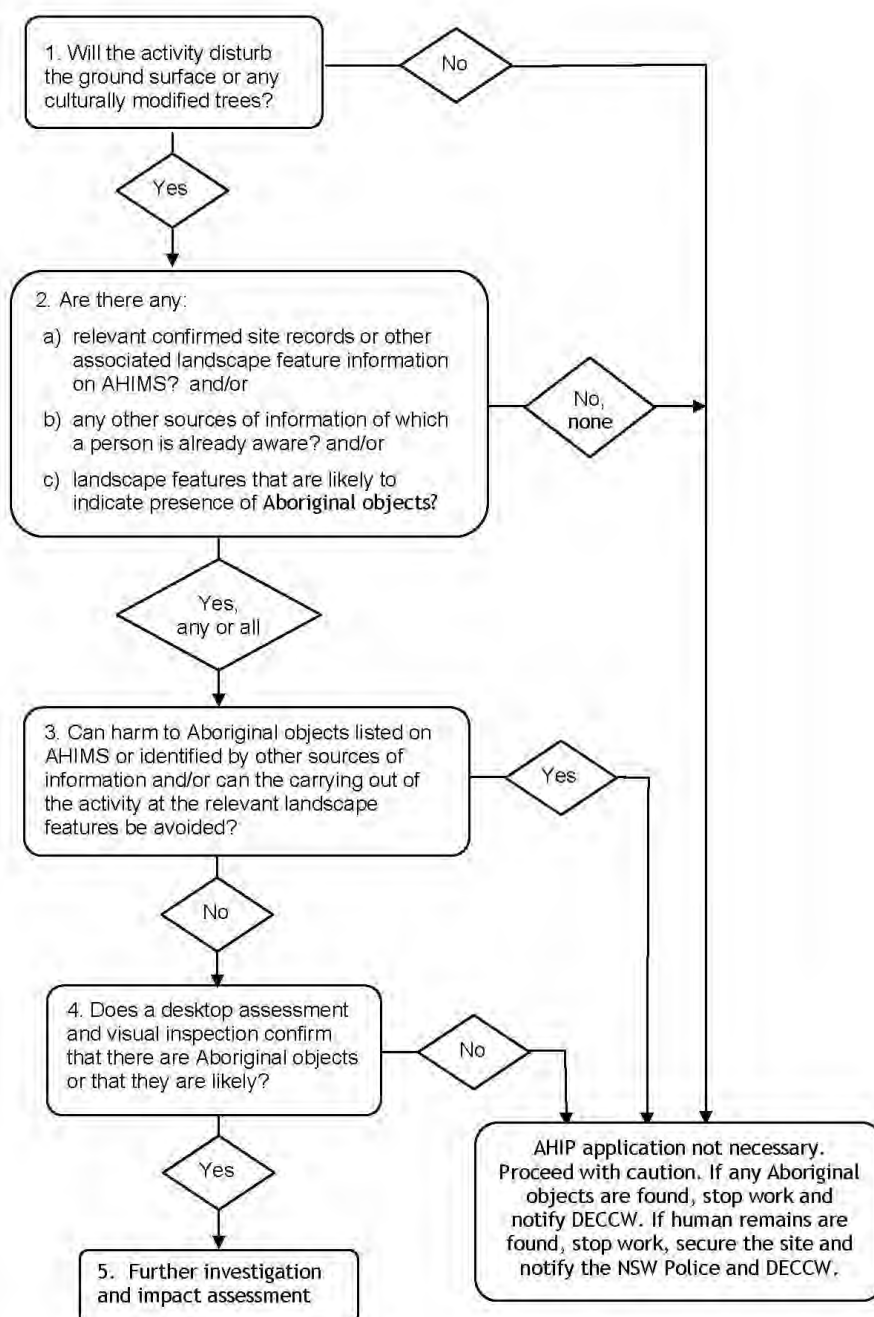 1. Will the activity disturb
the ground surface or any
culturally modified trees?
No
Yes
2. Are there any:
a) relevant confirmed site records or other
associated landscape feature information
on AHIMS? and/or
b) any other sources of information of which
a person is already aware? and/or
c) landscape features that are likely to
indicate presence of Aboriginal objects?
No,
none
Yes,
any or all
3. Can harm to Aboriginal objects listed on
AHIMS or identified by other sources of
information and/or can the carrying out of
the activity at the relevant landscape
features be avoided?
Yes
No
4. Does a desktop assessment
and visual inspection confirm
that there are Aboriginal objects
or that they are likely?
No
Yes
AHIP application not necessary.
Proceed with caution. If any Aboriginal
objects are found, stop work and
notify DECCW. If human remains are
found, stop work, secure the site and
notify the NSW Police and DECCW.
5. Further investigation
and impact assessment